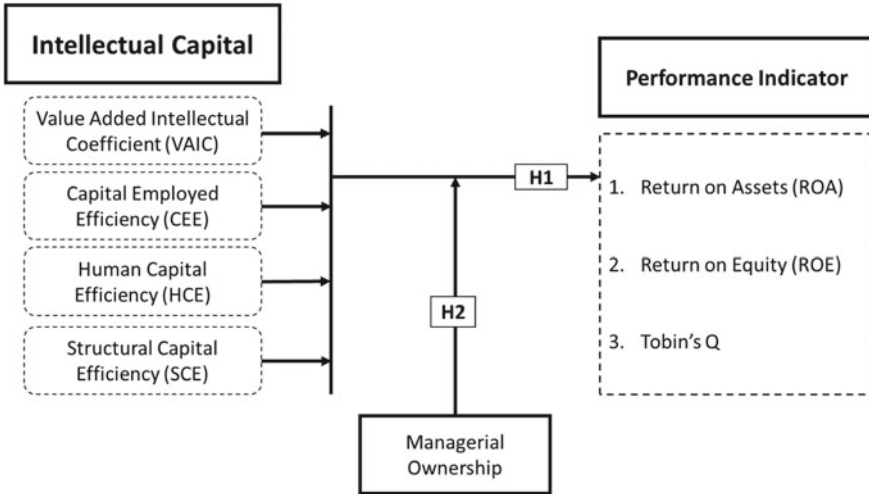 Intellectual Capital
Value Added Intellectual
Coefficient (VAIC)
Capital Employed
Efficiency (CEE)
Human Capital
Efficiency (HCE)
Structural Capital
Efficiency (SCE)
H1
H2
Managerial
Ownership
Performance Indicator
1. Return on Assets (ROA)
2. Return on Equity (ROE)
3. Tobin's Q